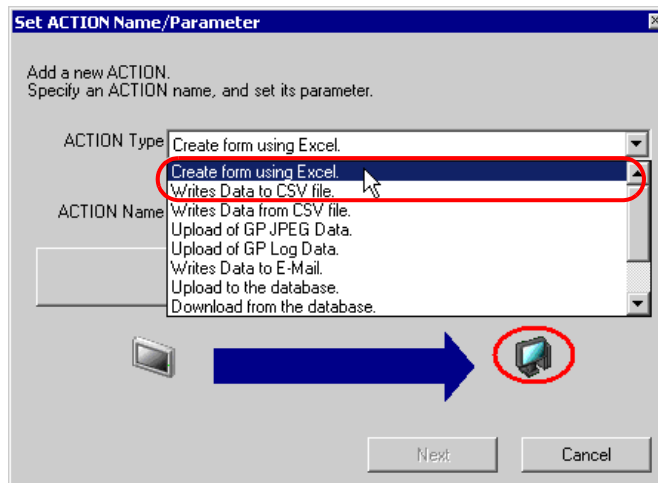 Set ACTION Name/Parameter
Add a new ACTION.
Specify an ACTION name, and set its parameter.
ACTION Type
Create form using Excel.
Create form using Excel.
Writes Data to CSV file.
ACTION Name
Writes Data from CSV file.
Upload of GP JPEG Data.
Upload of GP Log Data.
Writes Data to E-Mail.
Upload to the database.
Download from the database.
Next
Cancel